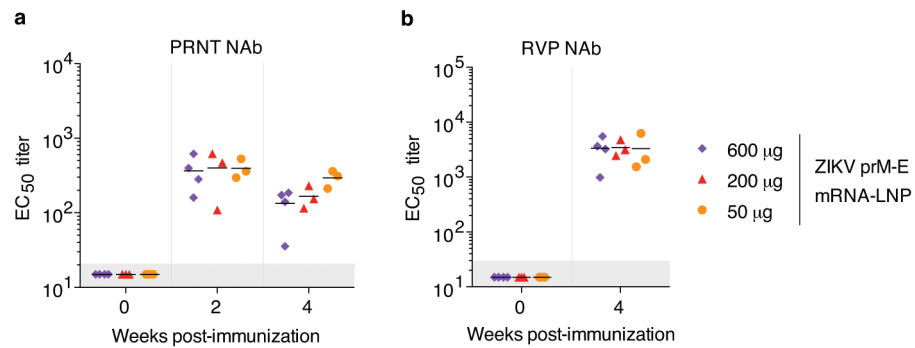 a
PRNT NAb
EC50 titer
10^4
10^3
10^2
10^1
0 2 4
Weeks post-immunization
b
RVP NAb
EC50 titer
10^5
10^4
10^3
10^2
10^1
0 4
Weeks post-immunization
600 μg
200 μg
50 μg
ZIKV prM-E
mRNA-LNP